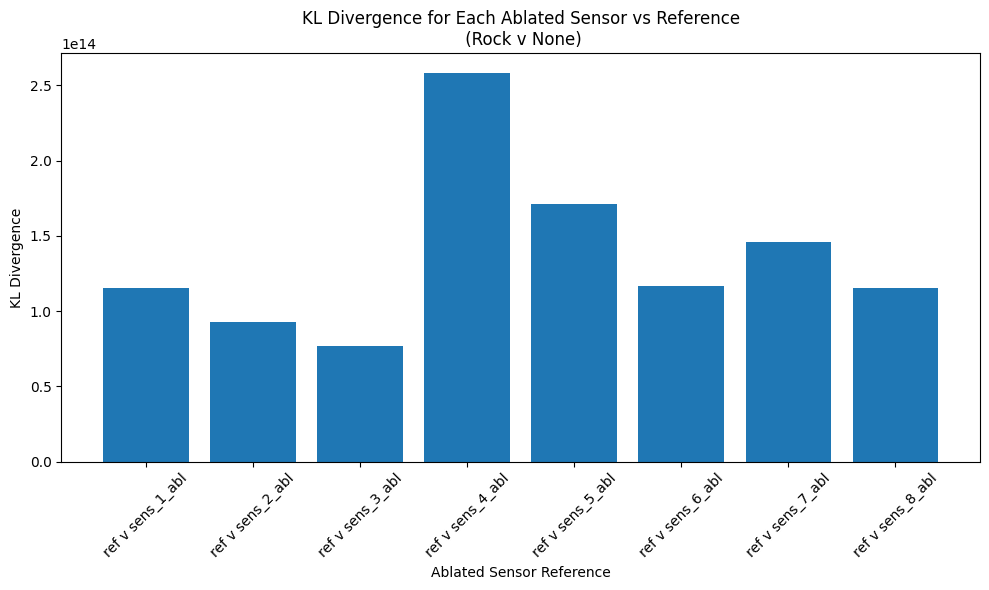 KL Divergence for Each Ablated Sensor vs Reference
(Rock v None)
1e14
KL Divergence
2.5
2.0
1.5
1.0
0.5
0.0
ref v sens_1_abl
ref v sens_2_abl
ref v sens_3_abl
ref v sens_4_abl
ref v sens_5_abl
ref v sens_6_abl
ref v sens_7_abl
ref v sens_8_abl
Ablated Sensor Reference